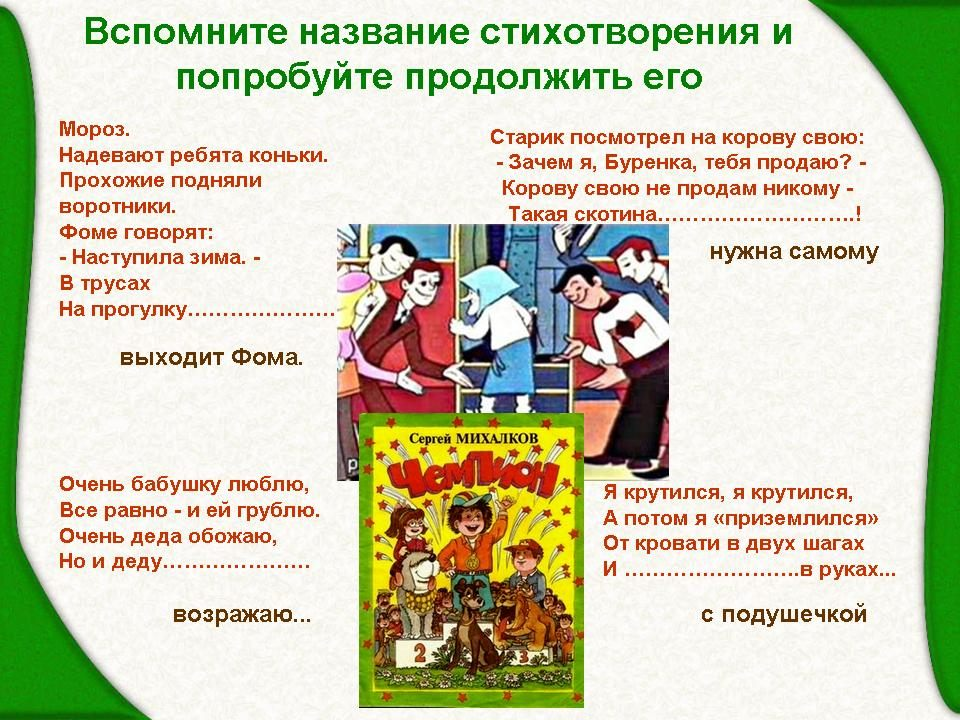 Вспомните название стихотворения и
попробуйте продолжить его
Мороз.
Надевают ребята коньки.
Прохожие подняли
воротники.
Фоме говорят:
- Наступила зима. -
В трусах
На прогулку…………………
выходит Фома.
Старик посмотрел на корову свою:
- Зачем я, Буренка, тебя продаю? -
Корову свою не продам никому -
Такая скотина……………………….!
нужна самому
Очень бабушку люблю,
Все равно - и ей грублю.
Очень деда обожаю,
Но и деду…………………
возражаю...
Сергей МИХАЛКОВ
ЧЕМПИОН
2
1
3
Я крутился, я крутился,
А потом я «приземлился»
От кровати в двух шагах
И …………………….в руках...
с подушечкой